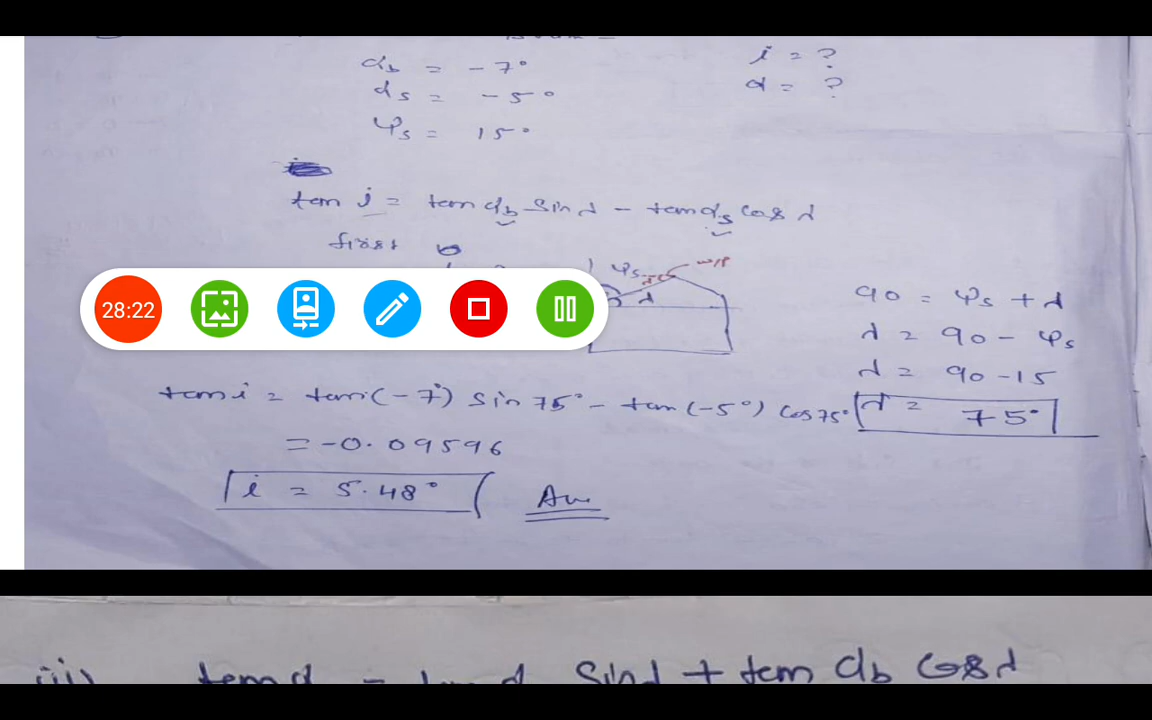 αb = -7°
i = ?
αs = -5°
α = ?
φs = 15°
tan i = tan αb Sin λ - tan αs Cos λ
first
φs
W/P
λ
90 = φs + λ
28:22
λ = 90 - φs
λ = 90 - 15
tan i = tan(-7°) Sin 75° - tan(-5°) Cos 75°
λ = 75°
= -0.09596
i = 5.48°
Ans
iii) Sin λ + tan αb Cos λ